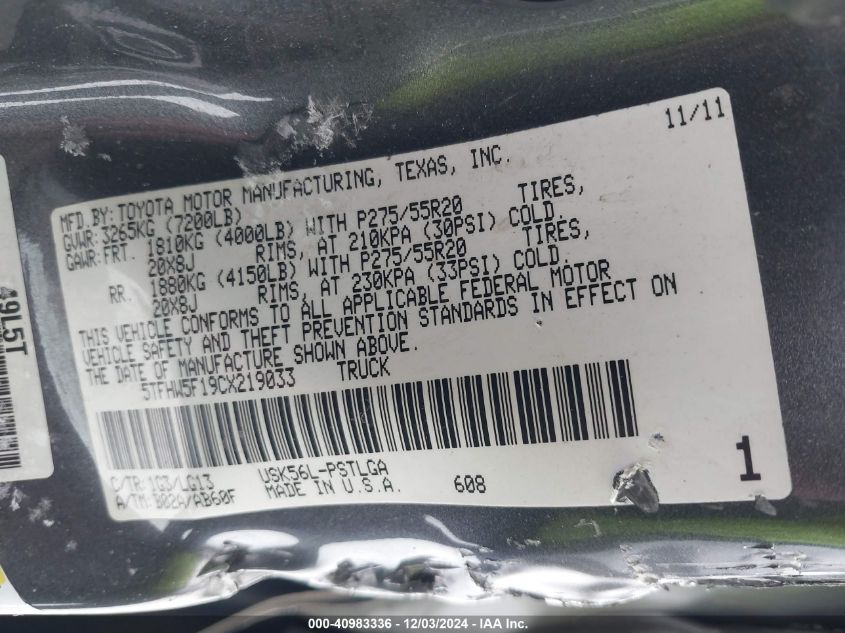 11/11
MFD.BY:TOYOTA MOTOR MANUFACTURING, TEXAS, INC.
GVWR:3265KG (7200LB)
GAWR:FRT. 1810KG (4000LB) WITH P275/55R20 TIRES,
20X8J RIMS, AT 210KPA (30PSI) COLD.
RR. 1880KG (4150LB) WITH P275/55R20 TIRES,
20X8J RIMS, AT 230KPA (33PSI) COLD.
THIS VEHICLE CONFORMS TO ALL APPLICABLE FEDERAL MOTOR
VEHICLE SAFETY AND THEFT PREVENTION STANDARDS IN EFFECT ON
THE DATE OF MANUFACTURE SHOWN ABOVE.
5TFHW5F19CX219033 TRUCK
C/TR:1G3/LG13 USK56L-PSTLGA
A/TM:B02A/AB60F MADE IN U.S.A. 608
1
49L5T
000-40983336 - 12/03/2024 - IAA Inc.